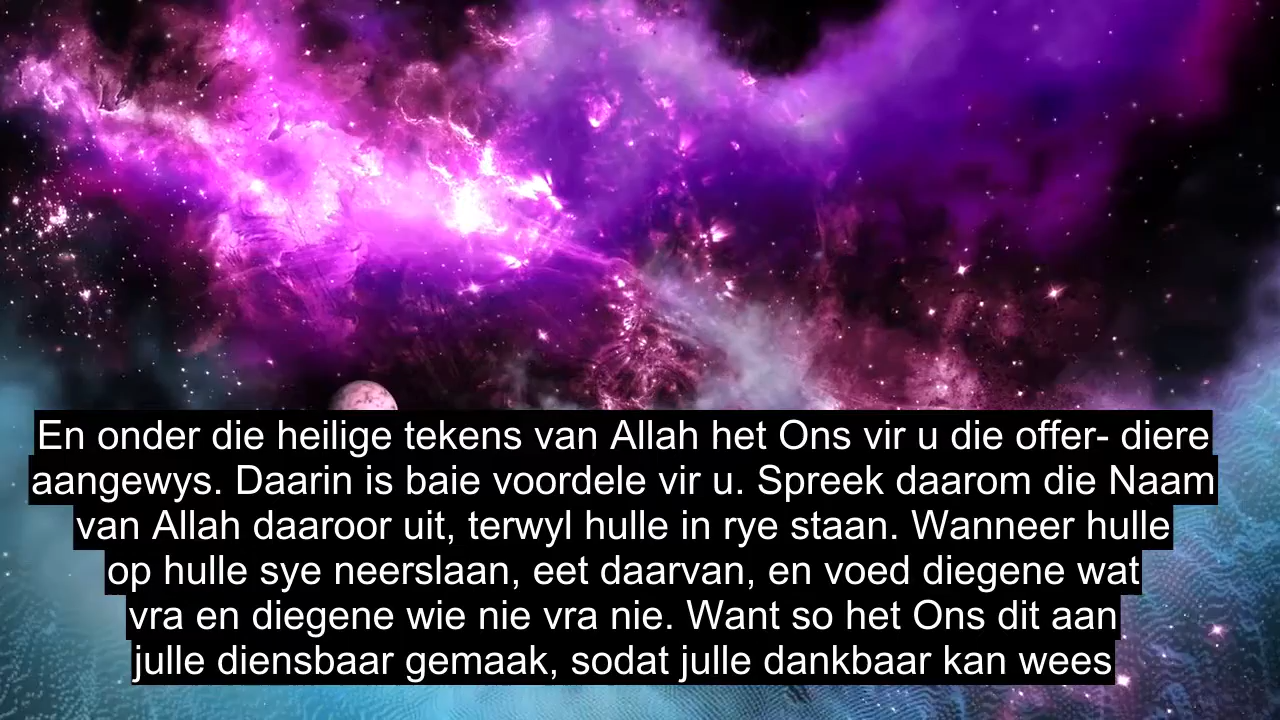 En onder die heilige tekens van Allah het Ons vir u die offer- diere
aangewys. Daarin is baie voordele vir u. Spreek daarom die Naam
van Allah daaroor uit, terwyl hulle in rye staan. Wanneer hulle
op hulle sye neerslaan, eet daarvan, en voed diegene wat
vra en diegene wie nie vra nie. Want so het Ons dit aan
julle diensbaar gemaak, sodat julle dankbaar kan wees